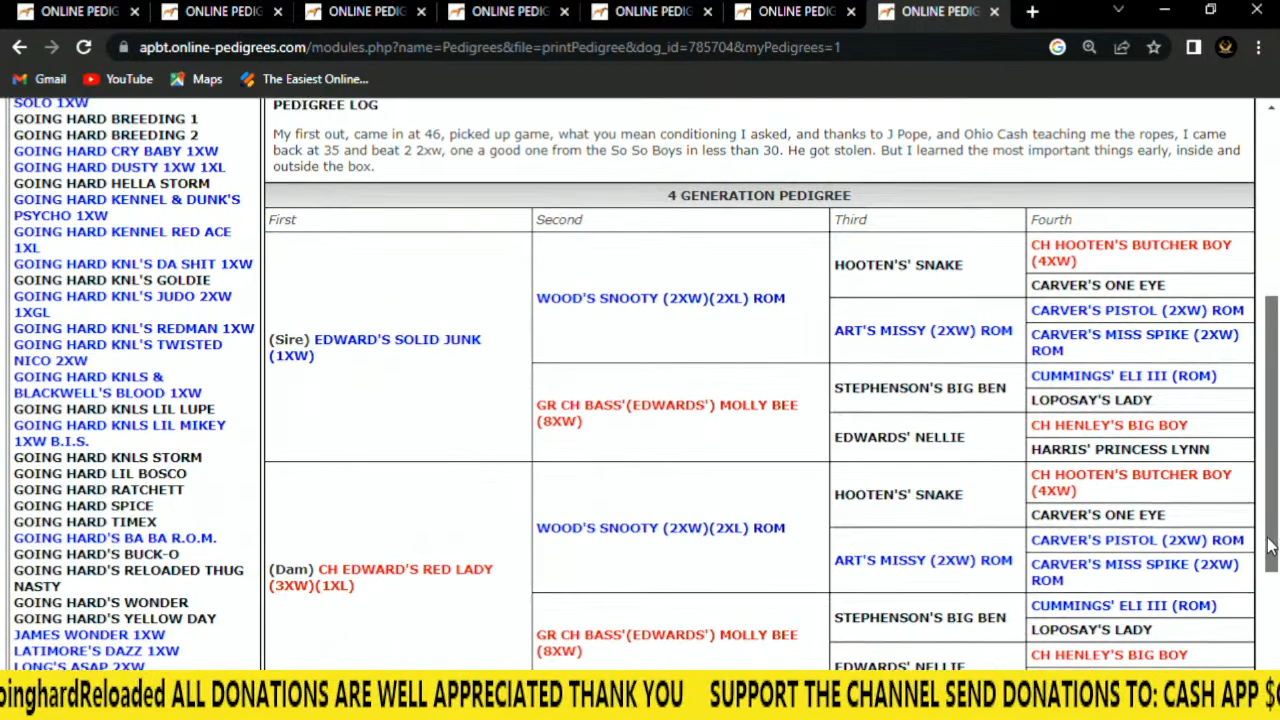 ONLINE PEDIG ONLINE PEDIG ONLINE PEDIG ONLINE PEDIG ONLINE PEDIG ONLINE PEDIG ONLINE PEDIG
apbt.online-pedigrees.com/modules.php?name=Pedigrees&file=printPedigree&dog_id=785704&myPedigrees=1
Gmail YouTube Maps The Easiest Online...
SOLO 1XW
GOING HARD BREEDING 1
GOING HARD BREEDING 2
GOING HARD CRY BABY 1XW
GOING HARD DUSTY 1XW 1XL
GOING HARD HELLA STORM
GOING HARD KENNEL & DUNK'S
PSYCHO 1XW
GOING HARD KENNEL RED ACE
1XL
GOING HARD KNL'S DA SHIT 1XW
GOING HARD KNL'S GOLDIE
GOING HARD KNL'S JUDO 2XW
1XGL
GOING HARD KNL'S REDMAN 1XW
GOING HARD KNL'S TWISTED
NICO 2XW
GOING HARD KNLS &
BLACKWELL'S BLOOD 1XW
GOING HARD KNLS LIL LUPE
GOING HARD KNLS LIL MIKEY
1XW B.I.S.
GOING HARD KNLS STORM
GOING HARD LIL BOSCO
GOING HARD RATCHETT
GOING HARD SPICE
GOING HARD TIMEX
GOING HARD'S BA BA R.O.M.
GOING HARD'S BUCK-O
GOING HARD'S RELOADED THUG
NASTY
GOING HARD'S WONDER
GOING HARD'S YELLOW DAY
JAMES WONDER 1XW
LATIMORE'S DAZZ 1XW
LONG'S ASAP 2XW
PEDIGREE LOG
My first out, came in at 46, picked up game, what you mean conditioning I asked, and thanks to J Pope, and Ohio Cash teaching me the ropes, I came
back at 35 and beat 2 2xw, one a good one from the So So Boys in less than 30. He got stolen. But I learned the most important things early, inside and
outside the box.
4 GENERATION PEDIGREE
First Second Third Fourth
(Sire) EDWARD'S SOLID JUNK
(1XW)
WOOD'S SNOOTY (2XW)(2XL) ROM
HOOTEN'S' SNAKE
CH HOOTEN'S BUTCHER BOY
(4XW)
CARVER'S ONE EYE
ART'S MISSY (2XW) ROM
CARVER'S PISTOL (2XW) ROM
CARVER'S MISS SPIKE (2XW)
ROM
GR CH BASS'(EDWARDS') MOLLY BEE
(8XW)
STEPHENSON'S BIG BEN
CUMMINGS' ELI III (ROM)
LOPOSAY'S LADY
EDWARDS' NELLIE
CH HENLEY'S BIG BOY
HARRIS' PRINCESS LYNN
(Dam) CH EDWARD'S RED LADY
(3XW)(1XL)
WOOD'S SNOOTY (2XW)(2XL) ROM
HOOTEN'S' SNAKE
CH HOOTEN'S BUTCHER BOY
(4XW)
CARVER'S ONE EYE
ART'S MISSY (2XW) ROM
CARVER'S PISTOL (2XW) ROM
CARVER'S MISS SPIKE (2XW)
ROM
GR CH BASS'(EDWARDS') MOLLY BEE
(8XW)
STEPHENSON'S BIG BEN
CUMMINGS' ELI III (ROM)
LOPOSAY'S LADY
EDWARDS' NELLIE
CH HENLEY'S BIG BOY
oinghardReloaded ALL DONATIONS ARE WELL APPRECIATED THANK YOU SUPPORT THE CHANNEL SEND DONATIONS TO: CASH APP $